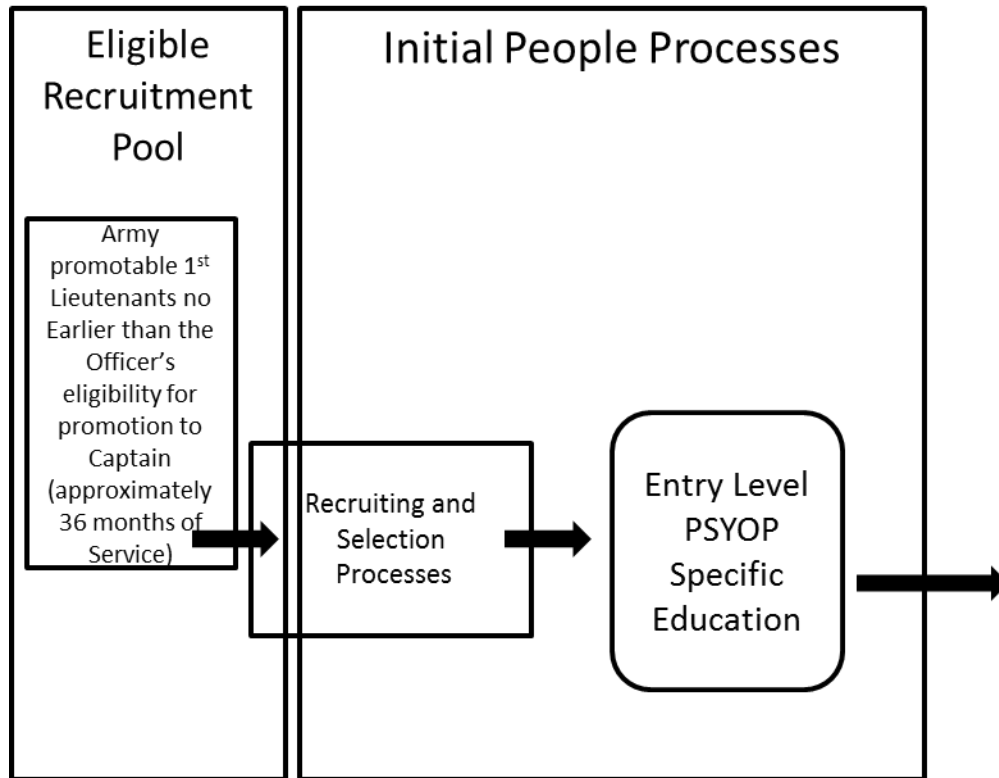 Eligible
Recruitment
Pool
Initial People Processes
Army
promotable 1st
Lieutenants no
Earlier than the
Officer’s
eligibility for
promotion to
Captain
(approximately
36 months of
Service)
Recruiting and
Selection
Processes
Entry Level
PSYOP
Specific
Education